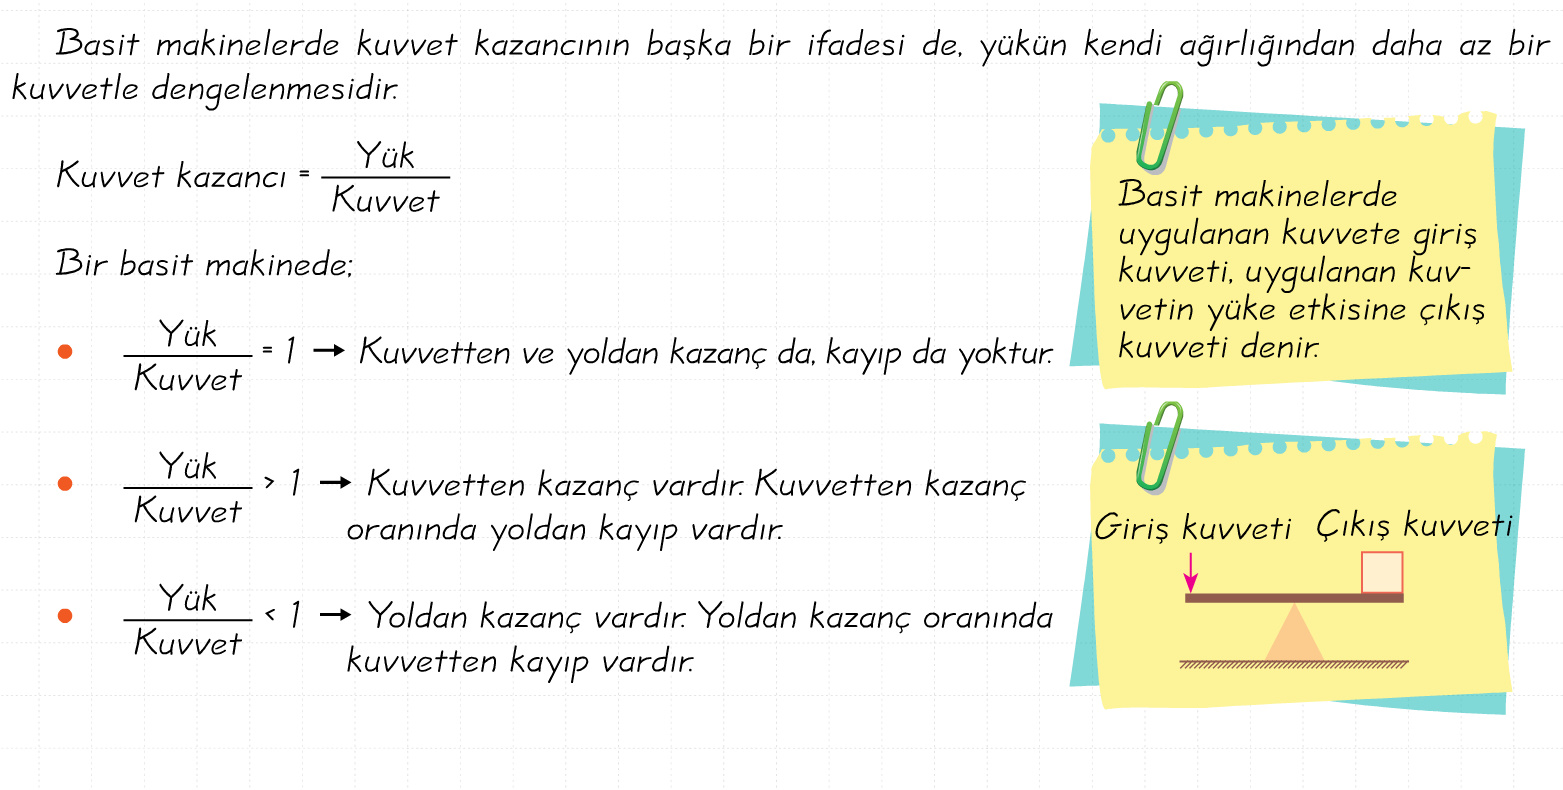 Basit makinelerde kuvvet kazancının başka bir ifadesi de, yükün kendi ağırlığından daha az bir
kuvvetle dengelenmesidir.
Kuvvet kazancı = Yük
Kuvvet
Bir basit makinede;
• Yük
Kuvvet = 1 → Kuvvetten ve yoldan kazanç da, kayıp da yoktur.
• Yük
Kuvvet > 1 → Kuvvetten kazanç vardır. Kuvvetten kazanç
oranında yoldan kayıp vardır.
• Yük
Kuvvet < 1 → Yoldan kazanç vardır. Yoldan kazanç oranında
kuvvetten kayıp vardır.
Basit makinelerde
uygulanan kuvvete giriş
kuvveti, uygulanan kuv-
vetin yüke etkisine çıkış
kuvveti denir.
Giriş kuvveti Çıkış kuvveti